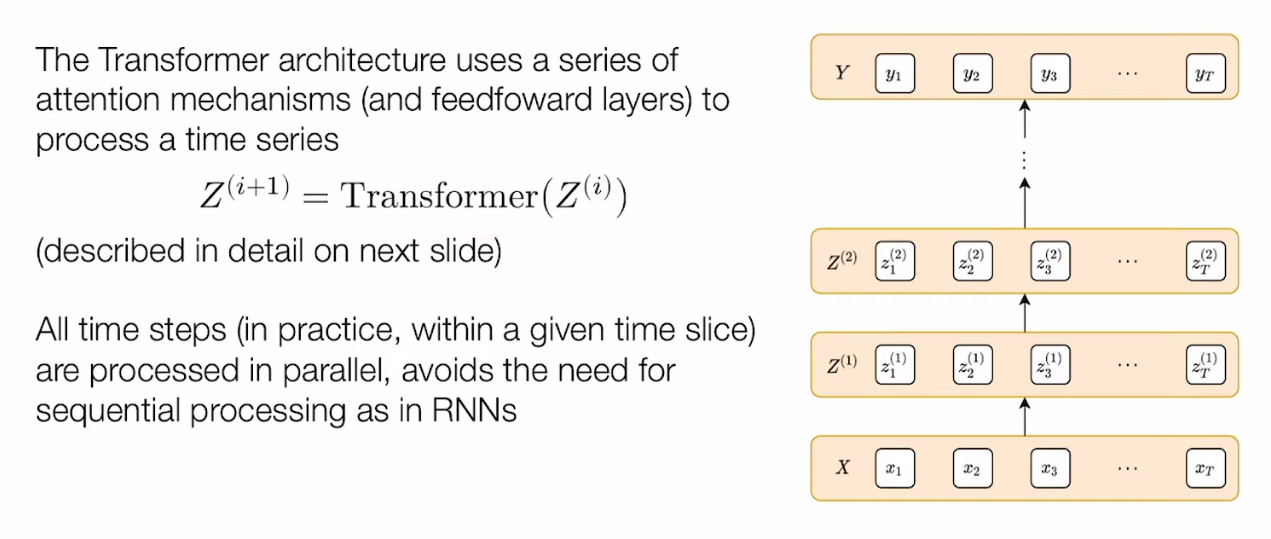 The Transformer architecture uses a series of
attention mechanisms (and feedfoward layers) to
process a time series
Z^{(i+1)} = Transformer(Z^{(i)})
(described in detail on next slide)
All time steps (in practice, within a given time slice)
are processed in parallel, avoids the need for
sequential processing as in RNNs
Y y_1 y_2 y_3 ⋯ y_T
⋮
Z^{(2)} z_1^{(2)} z_2^{(2)} z_3^{(2)} ⋯ z_T^{(2)}
Z^{(1)} z_1^{(1)} z_2^{(1)} z_3^{(1)} ⋯ z_T^{(1)}
X x_1 x_2 x_3 ⋯ x_T